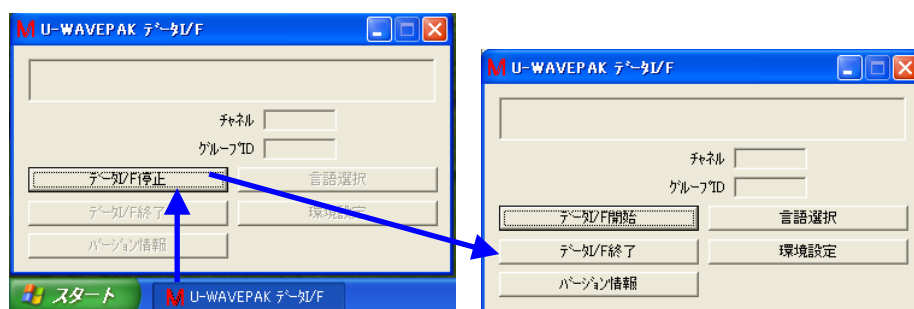 M U-WAVEPAK ﾃﾞｰﾀI/F
チャネル
グループID
ﾃﾞｰﾀI/F停止
言語選択
ﾃﾞｰﾀI/F終了
環境設定
バージョン情報
スタート
M U-WAVEPAK ﾃﾞｰﾀI/F
M U-WAVEPAK ﾃﾞｰﾀI/F
チャネル
グループID
ﾃﾞｰﾀI/F開始
言語選択
ﾃﾞｰﾀI/F終了
環境設定
バージョン情報